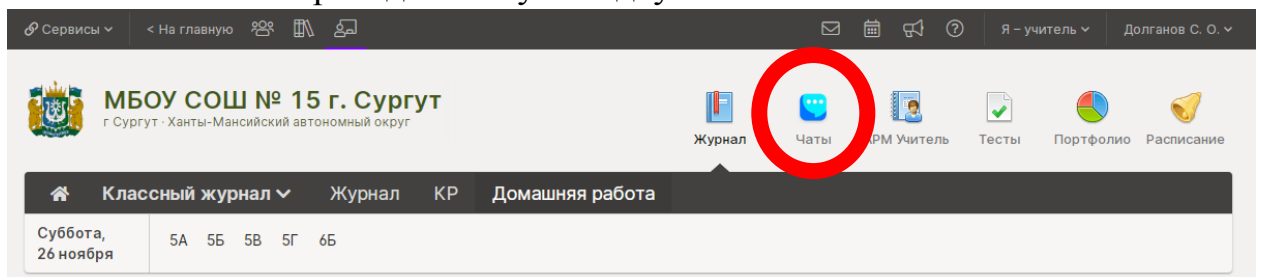 Сервисы < На главную Я – учитель Долганов С. О.
МБОУ СОШ № 15 г. Сургут
г Сургут · Ханты-Мансийский автономный округ
Журнал Чаты АРМ Учитель Тесты Портфолио Расписание
Классный журнал Журнал КР Домашняя работа
Суббота,
26 ноября
5А 5Б 5В 5Г 6Б